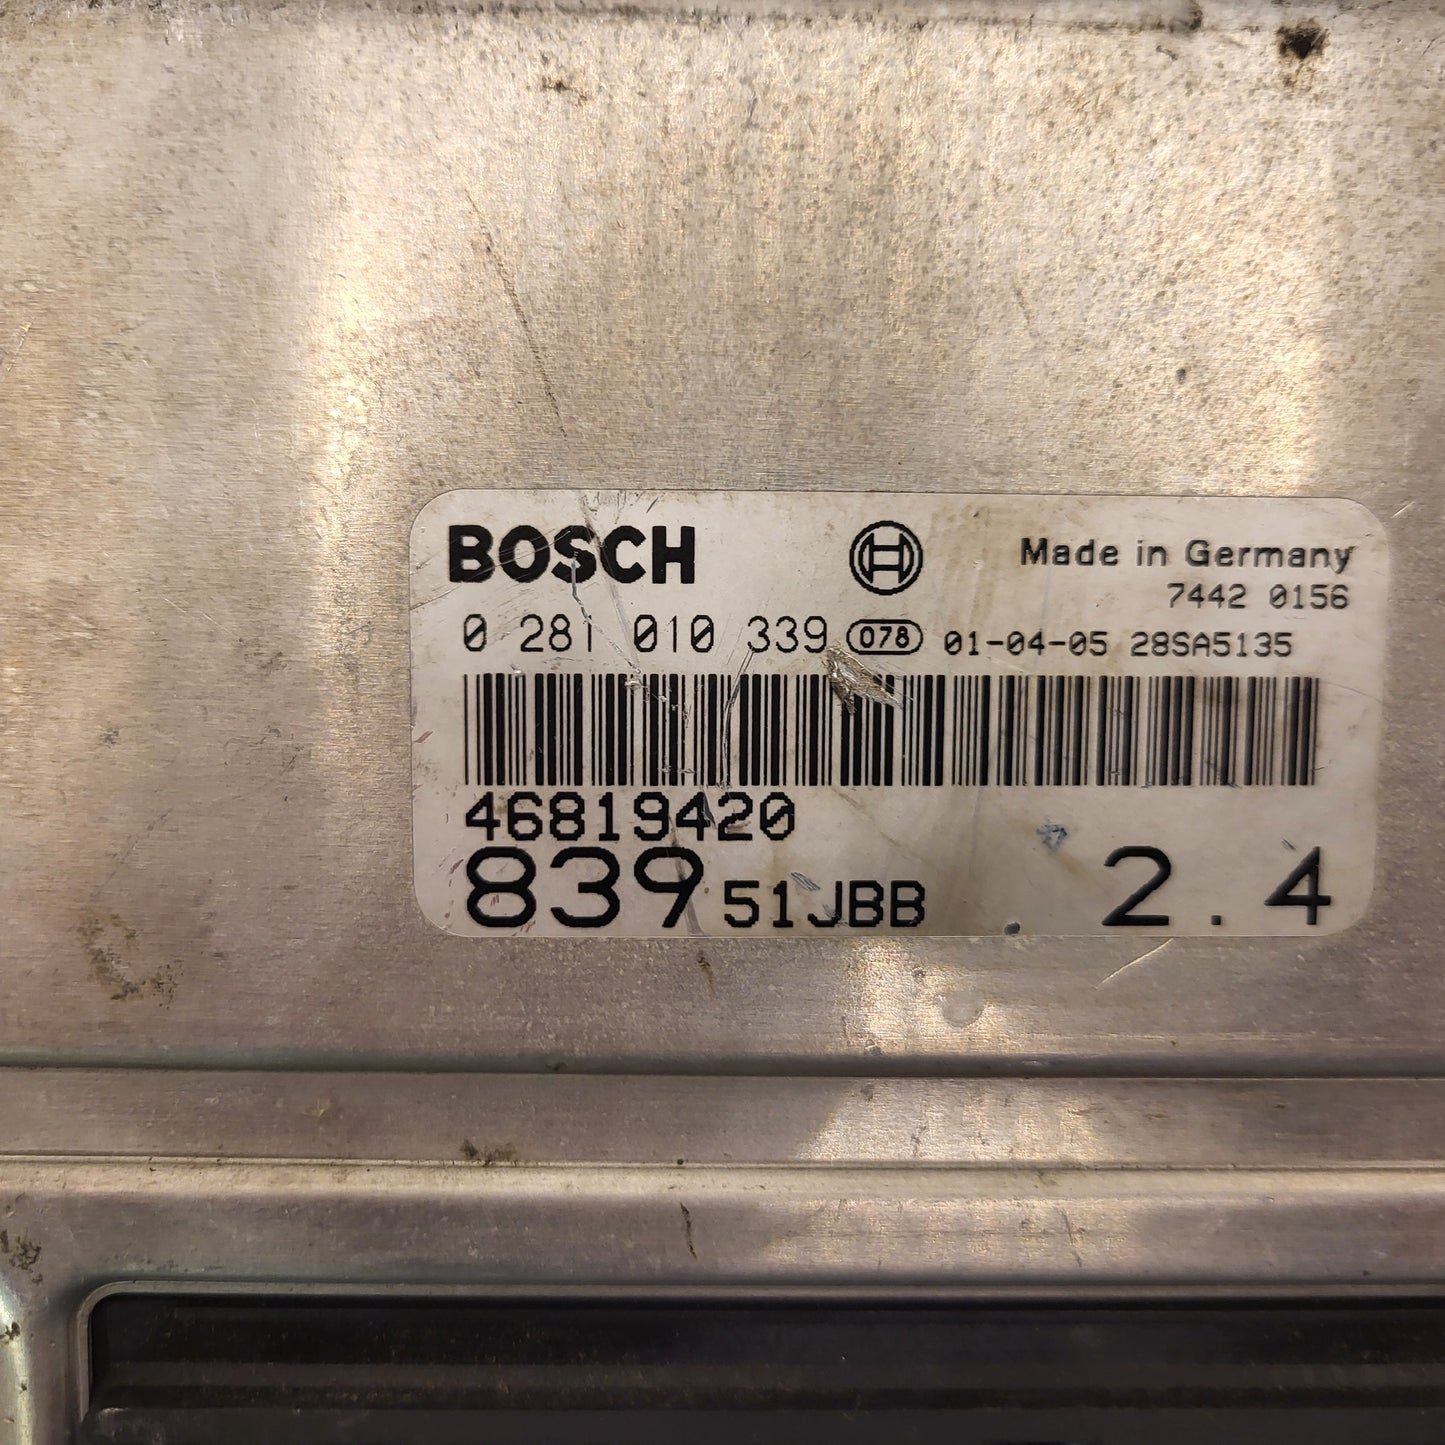 BOSCH
Made in Germany
7442 0156
0 281 010 339 078 01-04-05 28SA5135
46819420
839 51JBB 2.4